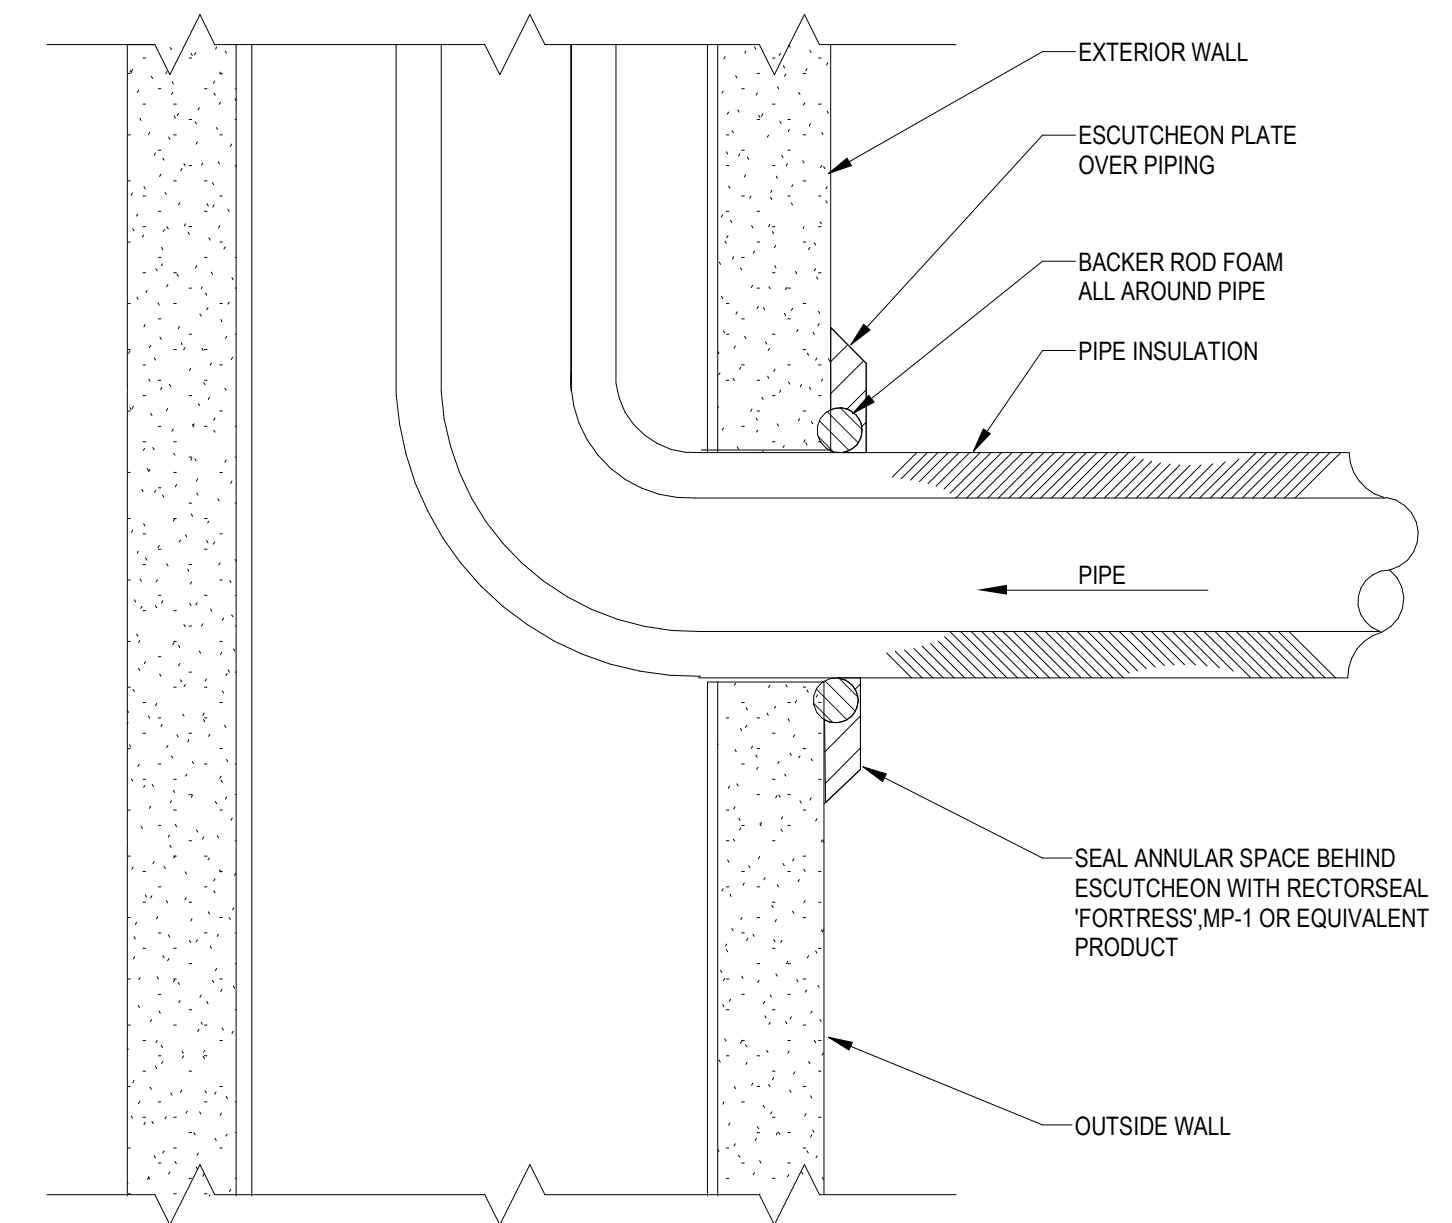 EXTERIOR WALL
ESCUTCHEON PLATE
OVER PIPING
BACKER ROD FOAM
ALL AROUND PIPE
PIPE INSULATION
PIPE
SEAL ANNULAR SPACE BEHIND
ESCUTCHEON WITH RECTORSEAL
'FORTRESS',MP-1 OR EQUIVALENT
PRODUCT
OUTSIDE WALL